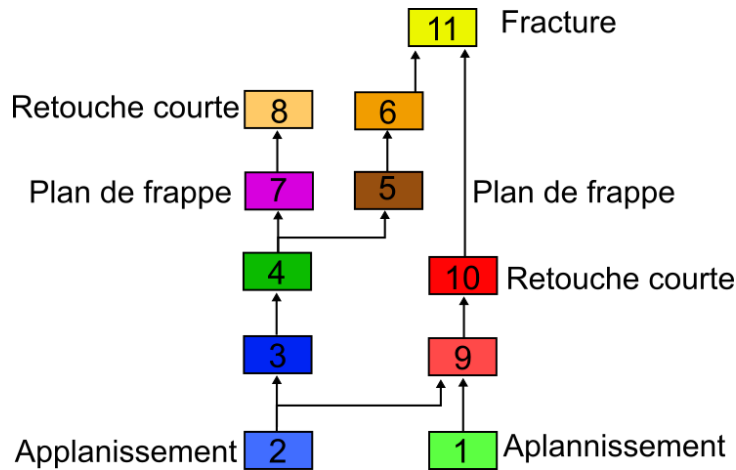 11 Fracture
Retouche courte 8 6
Plan de frappe 7 5 Plan de frappe
4 10 Retouche courte
3 9
Applanissement 2 1 Aplannissement